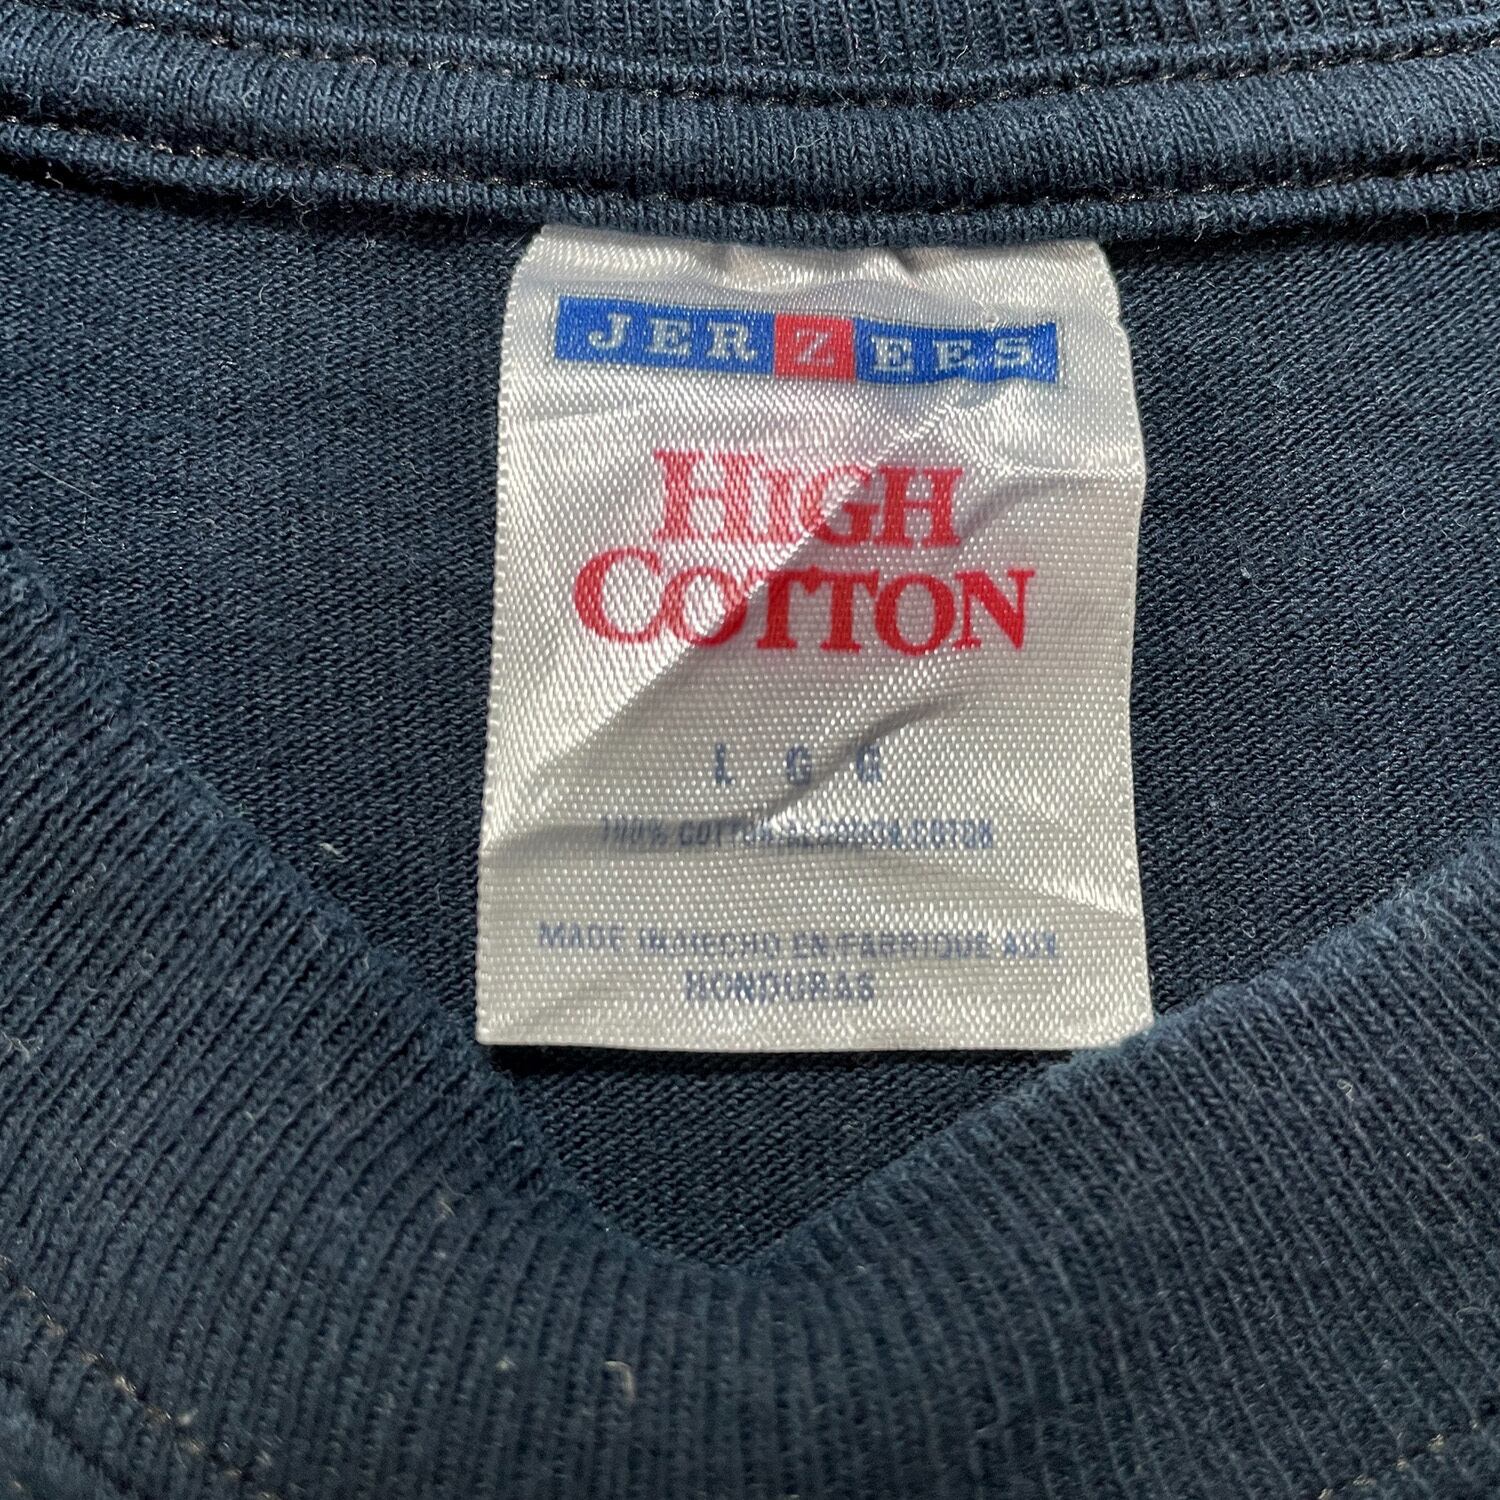 JERZEES
HIGH
COTTON
L G G
100% COTTON/ALGODON/COTON
MADE IN/HECHO EN/FABRIQUE AUX
HONDURAS